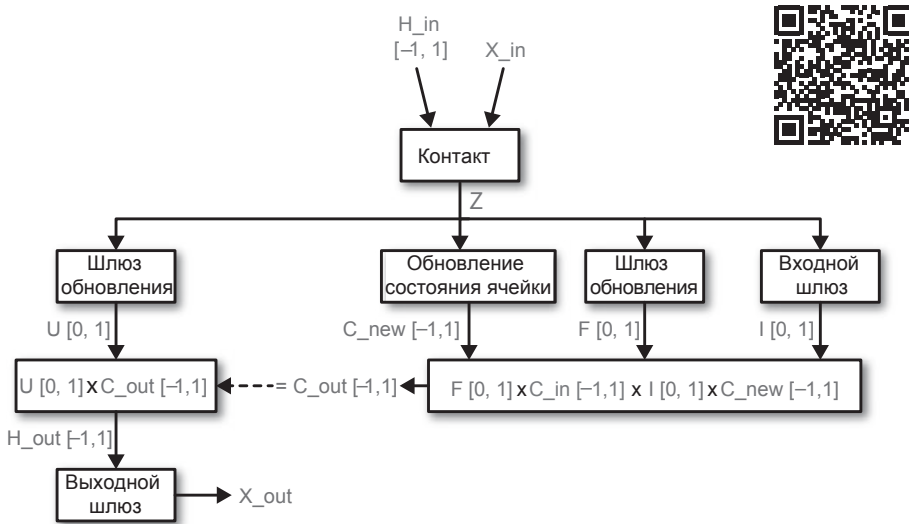 H_in
[–1, 1]
X_in
Контакт
Z
Шлюз
обновления
Обновление
состояния ячейки
Шлюз
обновления
Входной
шлюз
U [0, 1]
C_new [–1,1]
F [0, 1]
I [0, 1]
U [0, 1] x C_out [–1,1]
= C_out [–1,1]
F [0, 1] x C_in [–1,1] x I [0, 1] x C_new [–1,1]
H_out [–1,1]
Выходной
шлюз
X_out